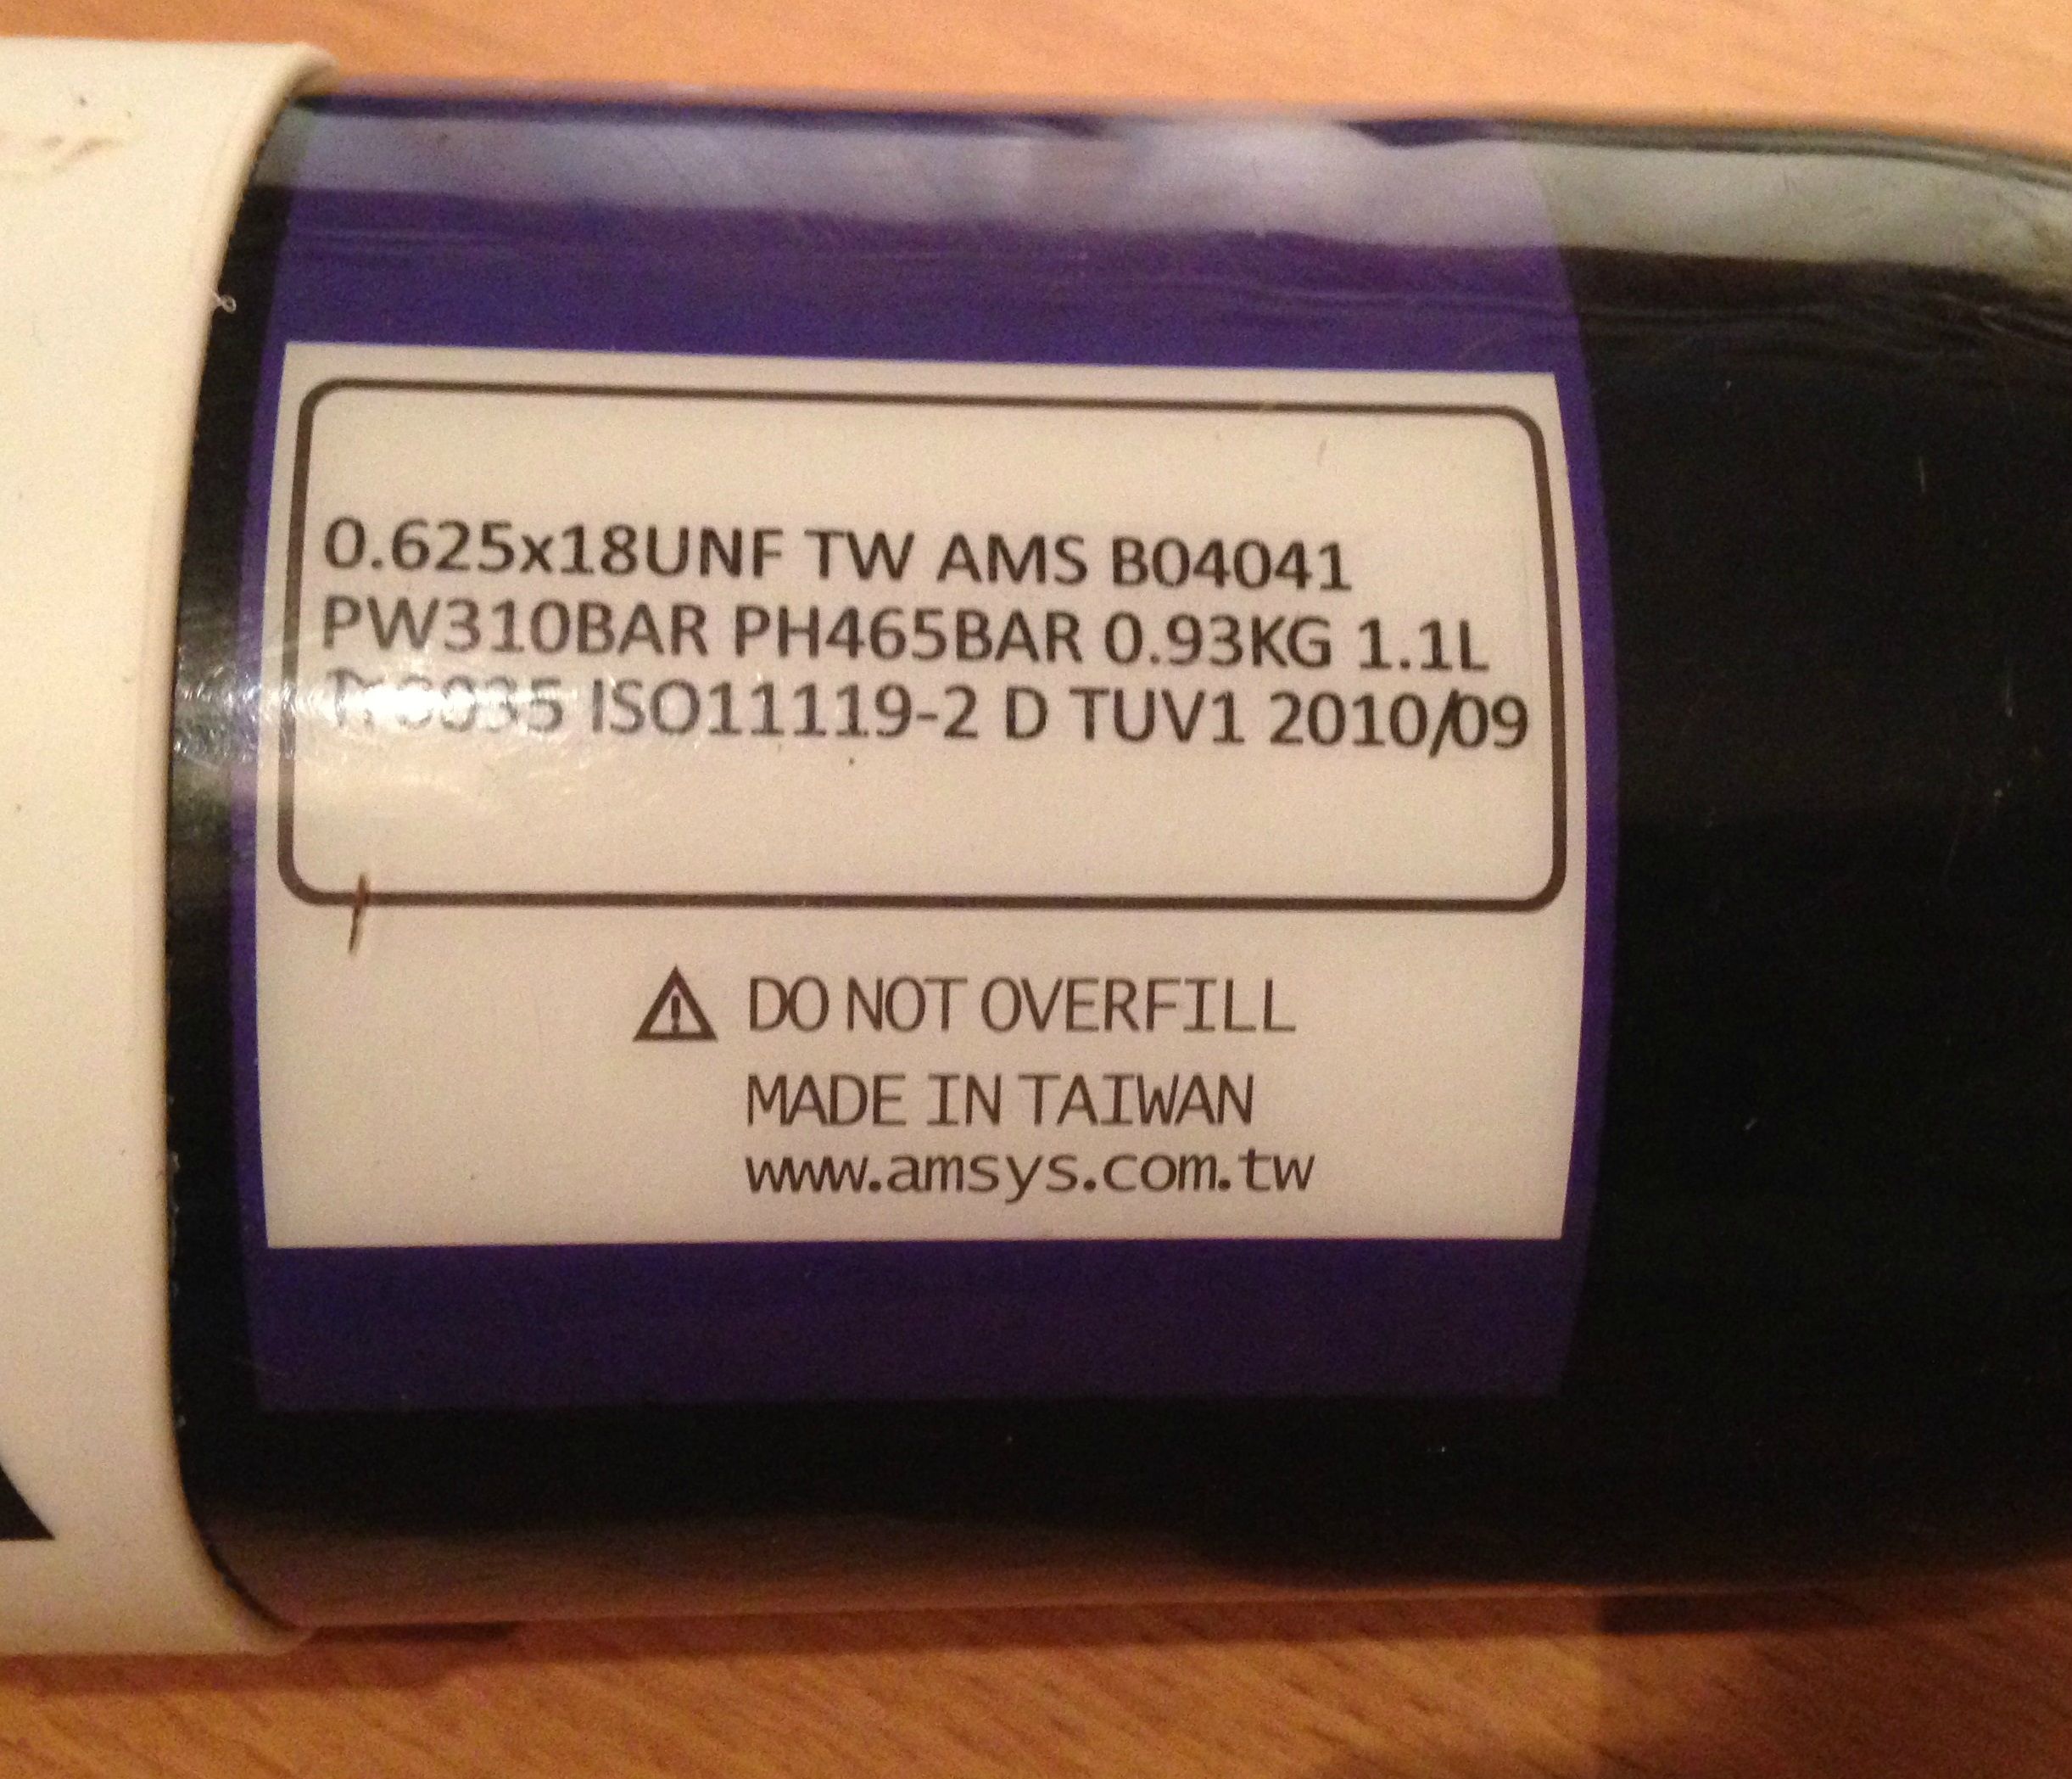 0.625x18UNF TW AMS B04041
PW310BAR PH465BAR 0.93KG 1.1L
ISO11119-2 D TUV1 2010/09
DO NOT OVERFILL
MADE IN TAIWAN
www.amsys.com.tw